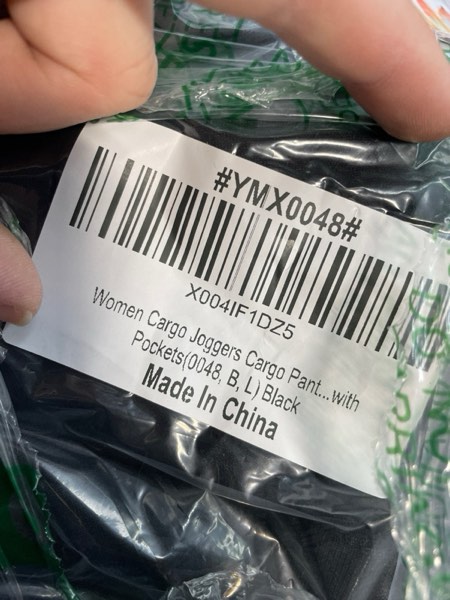 #YMX0048#
X004IF1DZ5
Women Cargo Joggers Cargo Pant...with
Pockets(0048, B, L) Black
Made In China